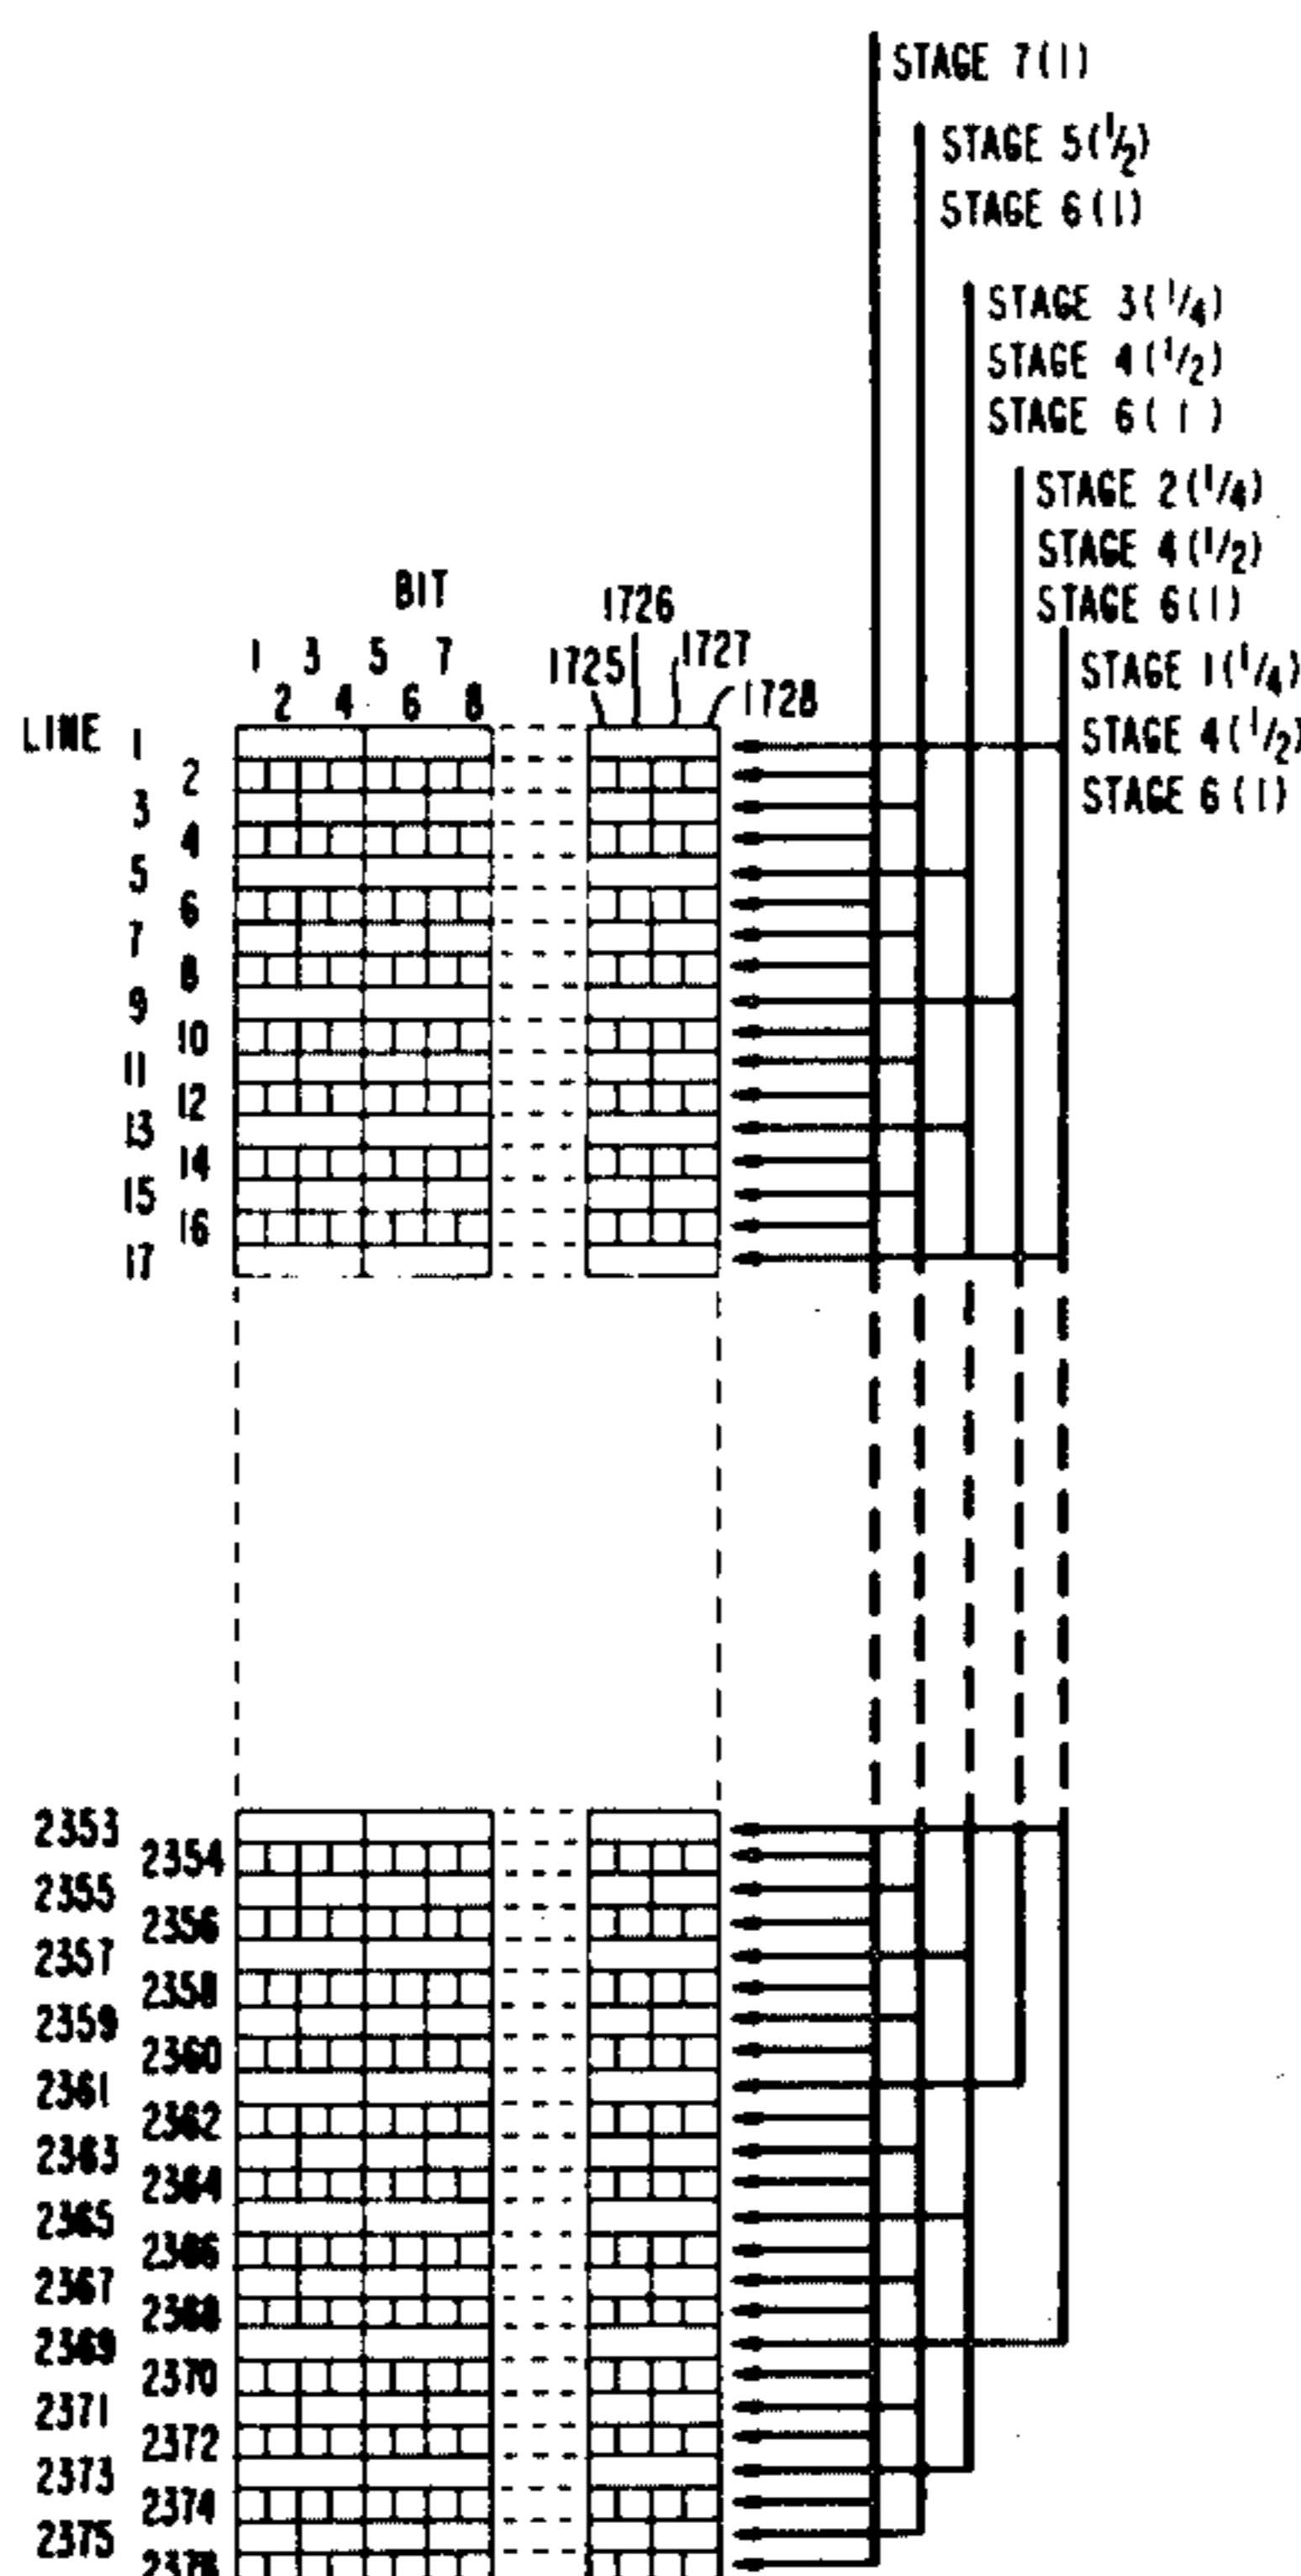 STAGE 7(1)
STAGE 5(1/2)
STAGE 6(1)
STAGE 3(1/4)
STAGE 4(1/2)
STAGE 6(1)
STAGE 2(1/4)
STAGE 4(1/2)
STAGE 6(1)
STAGE 1(1/4)
STAGE 4(1/2)
STAGE 6(1)
BIT
1 3 5 7
2 4 6 8
1725 1726 1727 1728
LINE 1
2
3
4
5
6
7
8
9
10
11
12
13
14
15
16
17
2353
2354
2355
2356
2357
2358
2359
2360
2361
2362
2363
2364
2365
2366
2367
2368
2369
2370
2371
2372
2373
2374
2375
2376